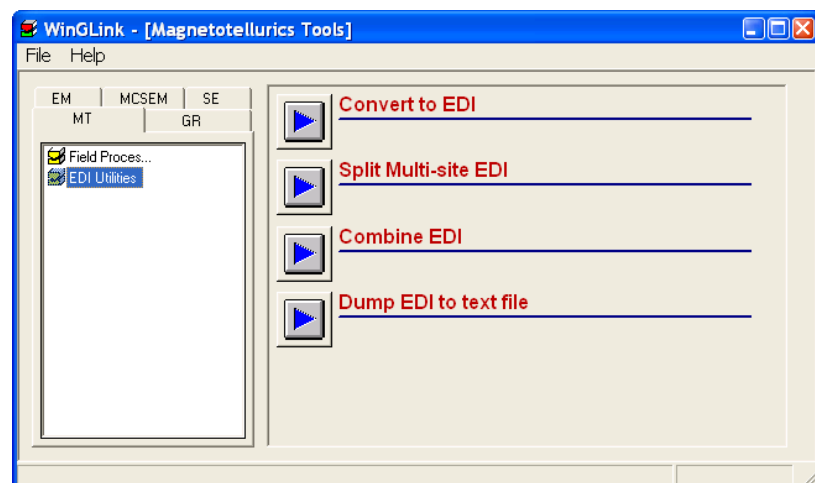 WinGLink - [Magnetotellurics Tools]
File Help
EM MCSEM SE
MT GR
Field Proces...
EDI Utilities
Convert to EDI
Split Multi-site EDI
Combine EDI
Dump EDI to text file